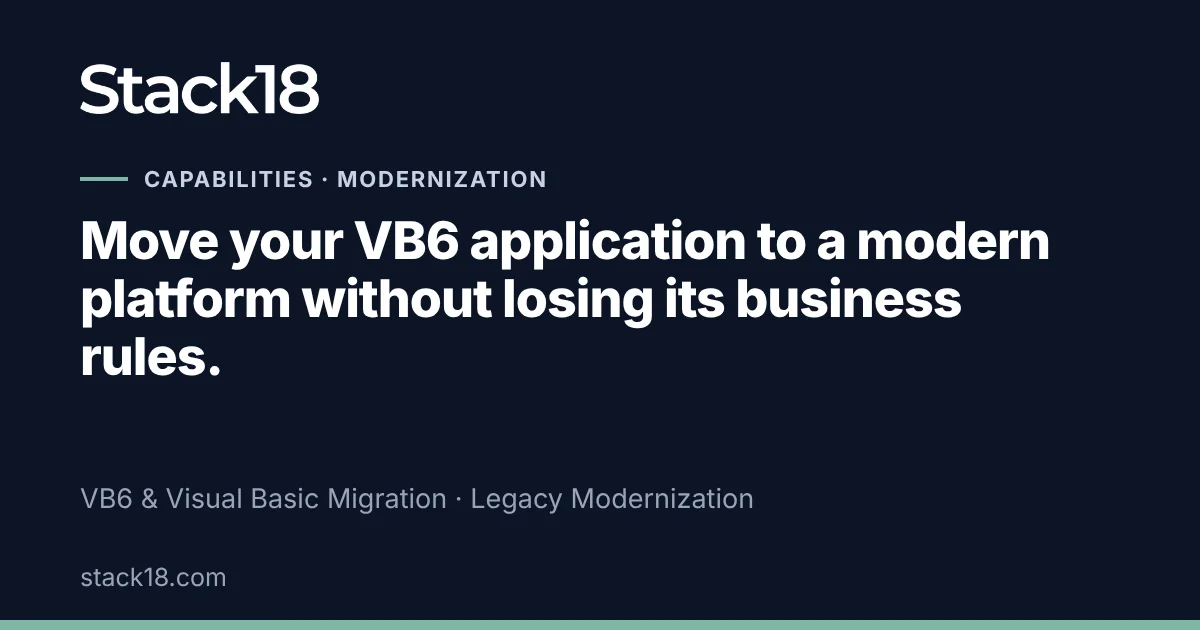 Stack18
CAPABILITIES · MODERNIZATION
Move your VB6 application to a modern
platform without losing its business
rules.
VB6 & Visual Basic Migration · Legacy Modernization
stack18.com